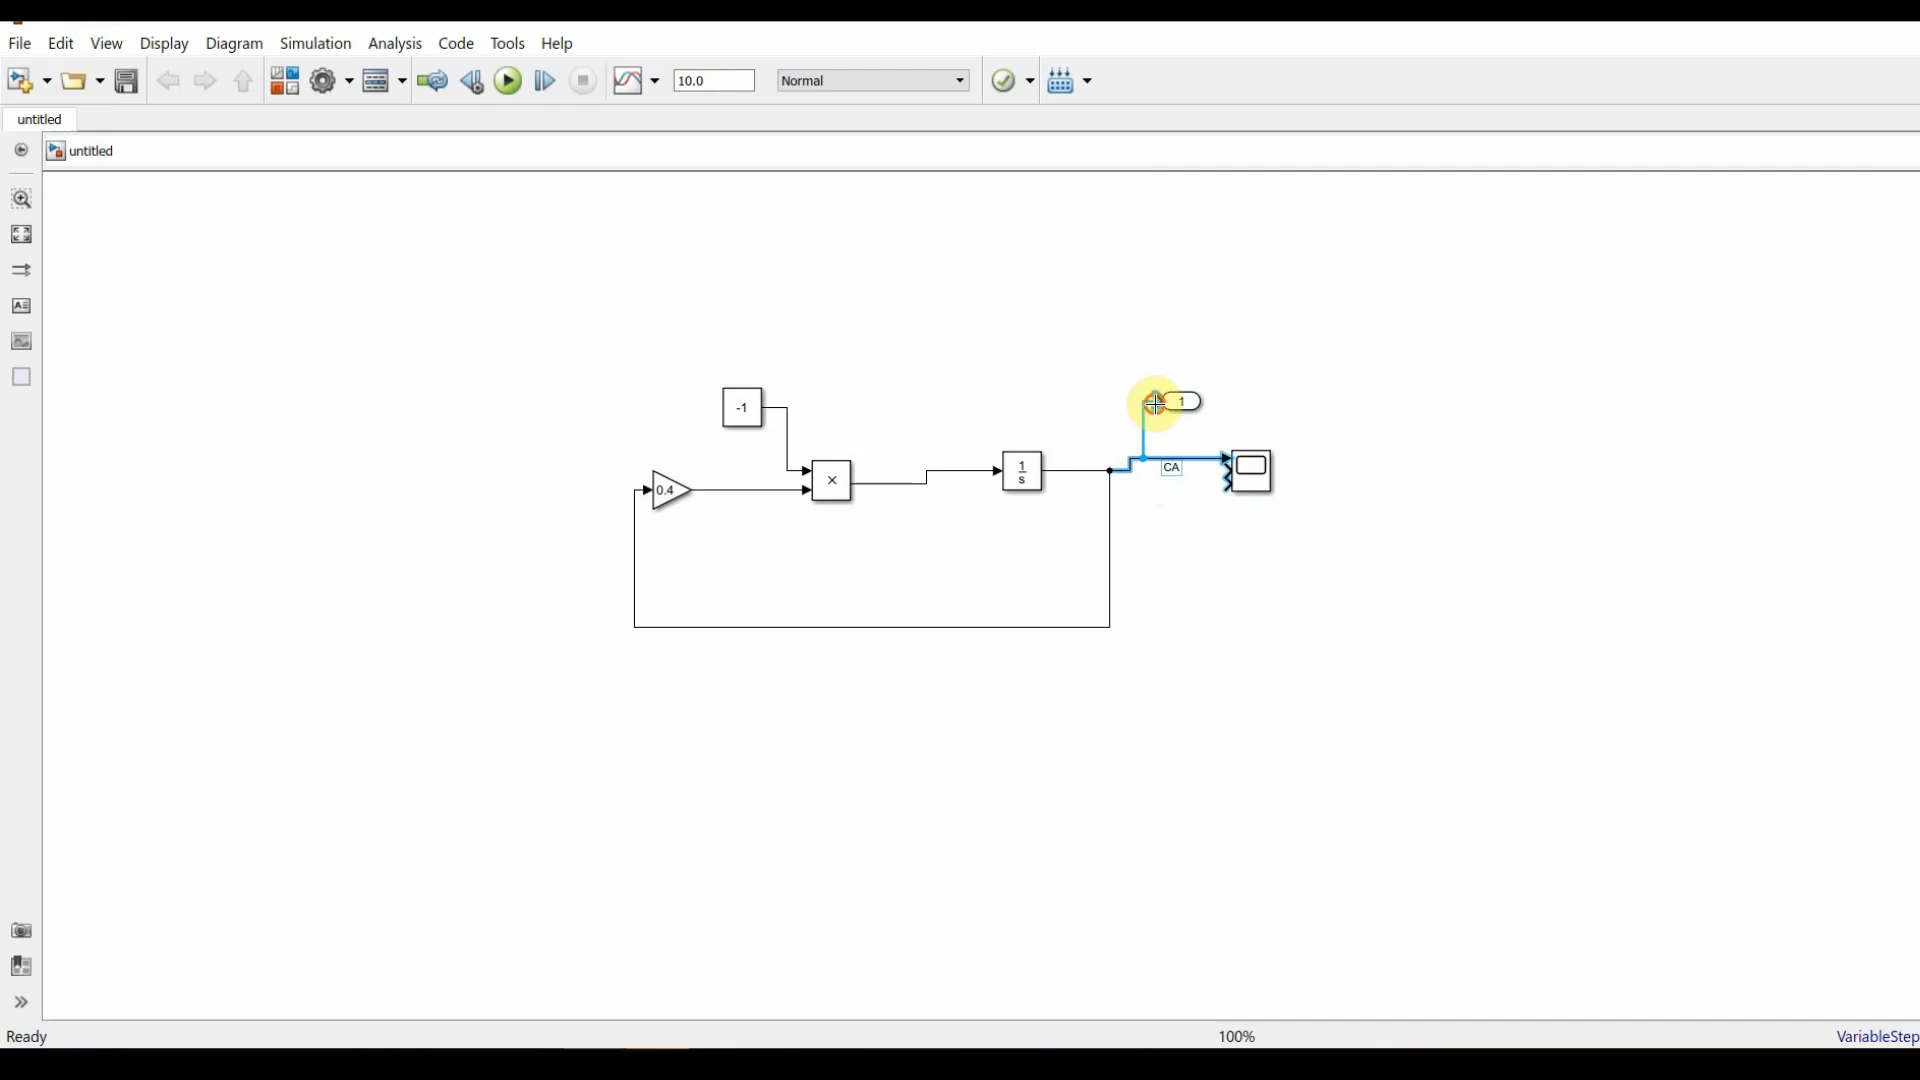 File Edit View Display Diagram Simulation Analysis Code Tools Help
10.0 Normal
untitled
untitled
-1
1
0.4
×
1
s
CA
Ready 100% VariableStep